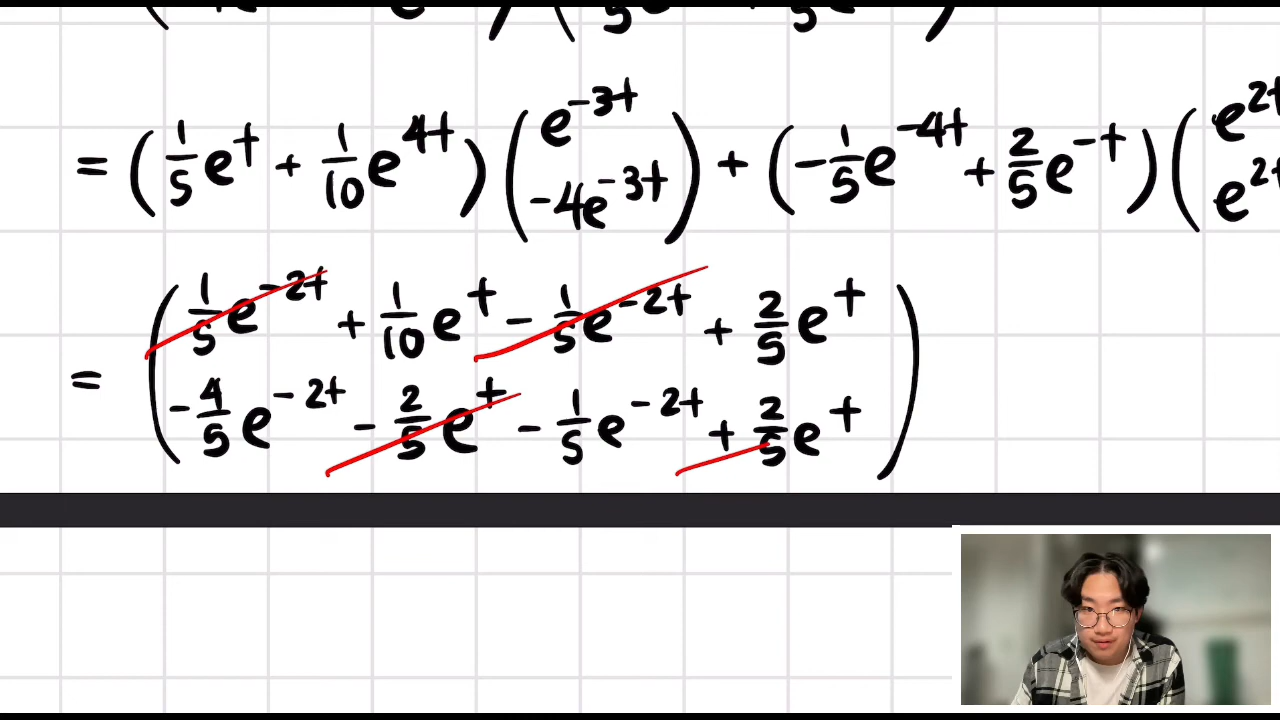 = (1/5 e^t + 1/10 e^4t) (e^-3t
-4e^-3t) + (-1/5 e^-4t + 2/5 e^-t) (e^2t
e^2t
= (1/5 e^-2t + 1/10 e^t - 1/5 e^-2t + 2/5 e^t
-4/5 e^-2t - 2/5 e^t - 1/5 e^-2t + 2/5 e^t)